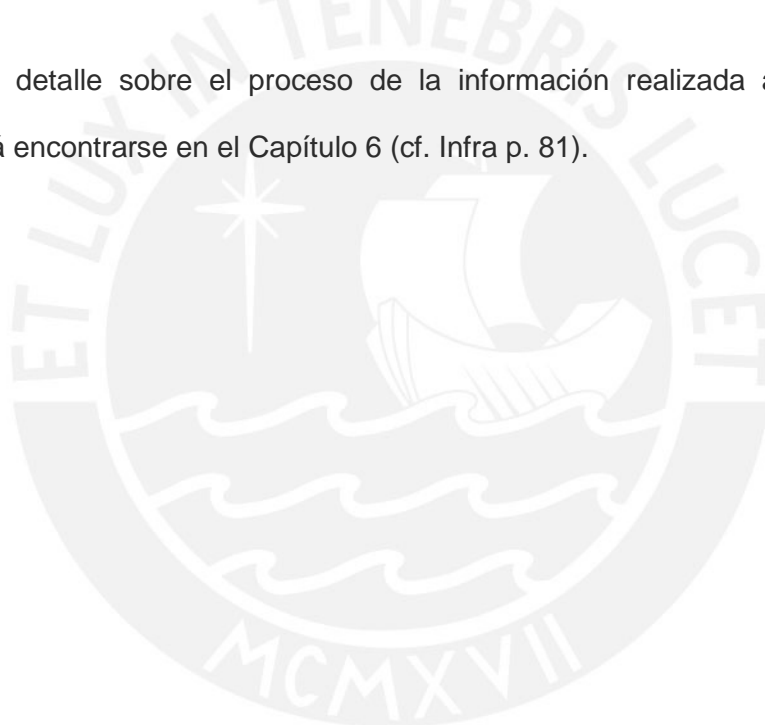 detalle sobre el proceso de la información realizada a
á encontrarse en el Capítulo 6 (cf. Infra p. 81).
ET LUX IN TENEBRIS LUCET
MCMXVII